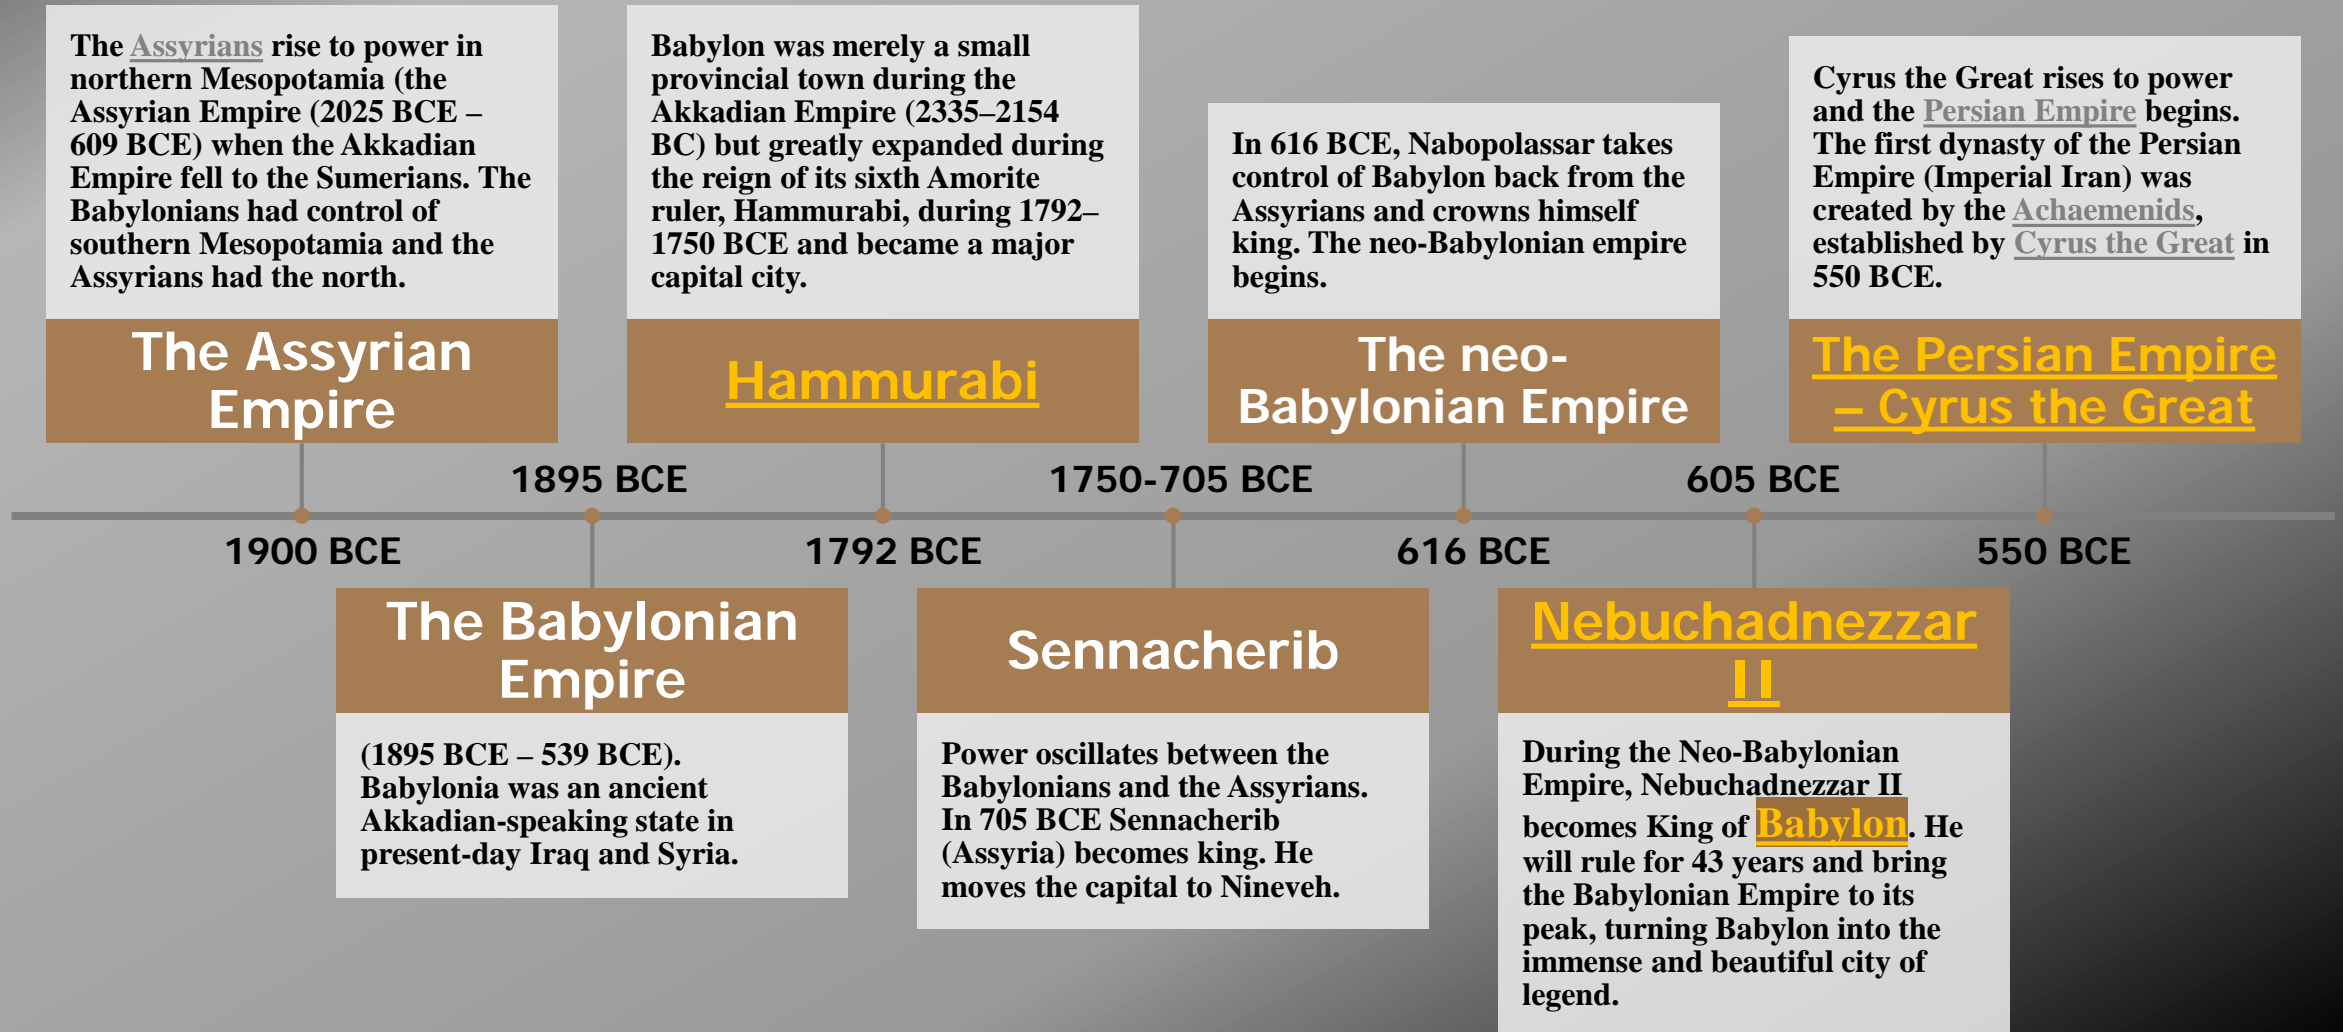 The Assyrians rise to power in
northern Mesopotamia (the
Assyrian Empire (2025 BCE –
609 BCE) when the Akkadian
Empire fell to the Sumerians. The
Babylonians had control of
southern Mesopotamia and the
Assyrians had the north.
The Assyrian
Empire
1900 BCE
1895 BCE
The Babylonian
Empire
(1895 BCE – 539 BCE).
Babylonia was an ancient
Akkadian-speaking state in
present-day Iraq and Syria.
Babylon was merely a small
provincial town during the
Akkadian Empire (2335–2154
BC) but greatly expanded during
the reign of its sixth Amorite
ruler, Hammurabi, during 1792–
1750 BCE and became a major
capital city.
Hammurabi
1792 BCE
1750-705 BCE
Sennacherib
Power oscillates between the
Babylonians and the Assyrians.
In 705 BCE Sennacherib
(Assyria) becomes king. He
moves the capital to Nineveh.
In 616 BCE, Nabopolassar takes
control of Babylon back from the
Assyrians and crowns himself
king. The neo-Babylonian empire
begins.
The neo-
Babylonian Empire
616 BCE
605 BCE
Nebuchadnezzar
II
During the Neo-Babylonian
Empire, Nebuchadnezzar II
becomes King of Babylon. He
will rule for 43 years and bring
the Babylonian Empire to its
peak, turning Babylon into the
immense and beautiful city of
legend.
Cyrus the Great rises to power
and the Persian Empire begins.
The first dynasty of the Persian
Empire (Imperial Iran) was
created by the Achaemenids,
established by Cyrus the Great in
550 BCE.
The Persian Empire
– Cyrus the Great
550 BCE